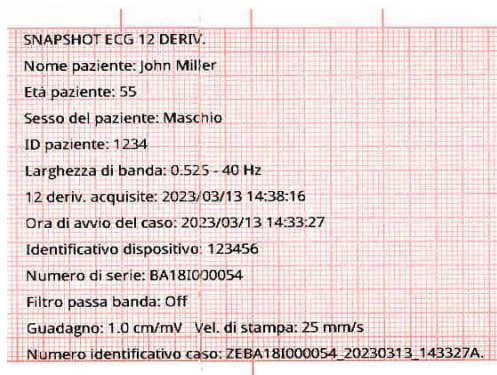 SNAPSHOT ECG 12 DERIV.
Nome paziente: John Miller
Età paziente: 55
Sesso del paziente: Maschio
ID paziente: 1234
Larghezza di banda: 0.525 - 40 Hz
12 deriv. acquisite: 2023/03/13 14:38:16
Ora di avvio del caso: 2023/03/13 14:33:27
Identificativo dispositivo: 123456
Numero di serie: BA18I000054
Filtro passa banda: Off
Guadagno: 1.0 cm/mV Vel. di stampa: 25 mm/s
Numero identificativo caso: ZEBA18I000054_20230313_143327A.